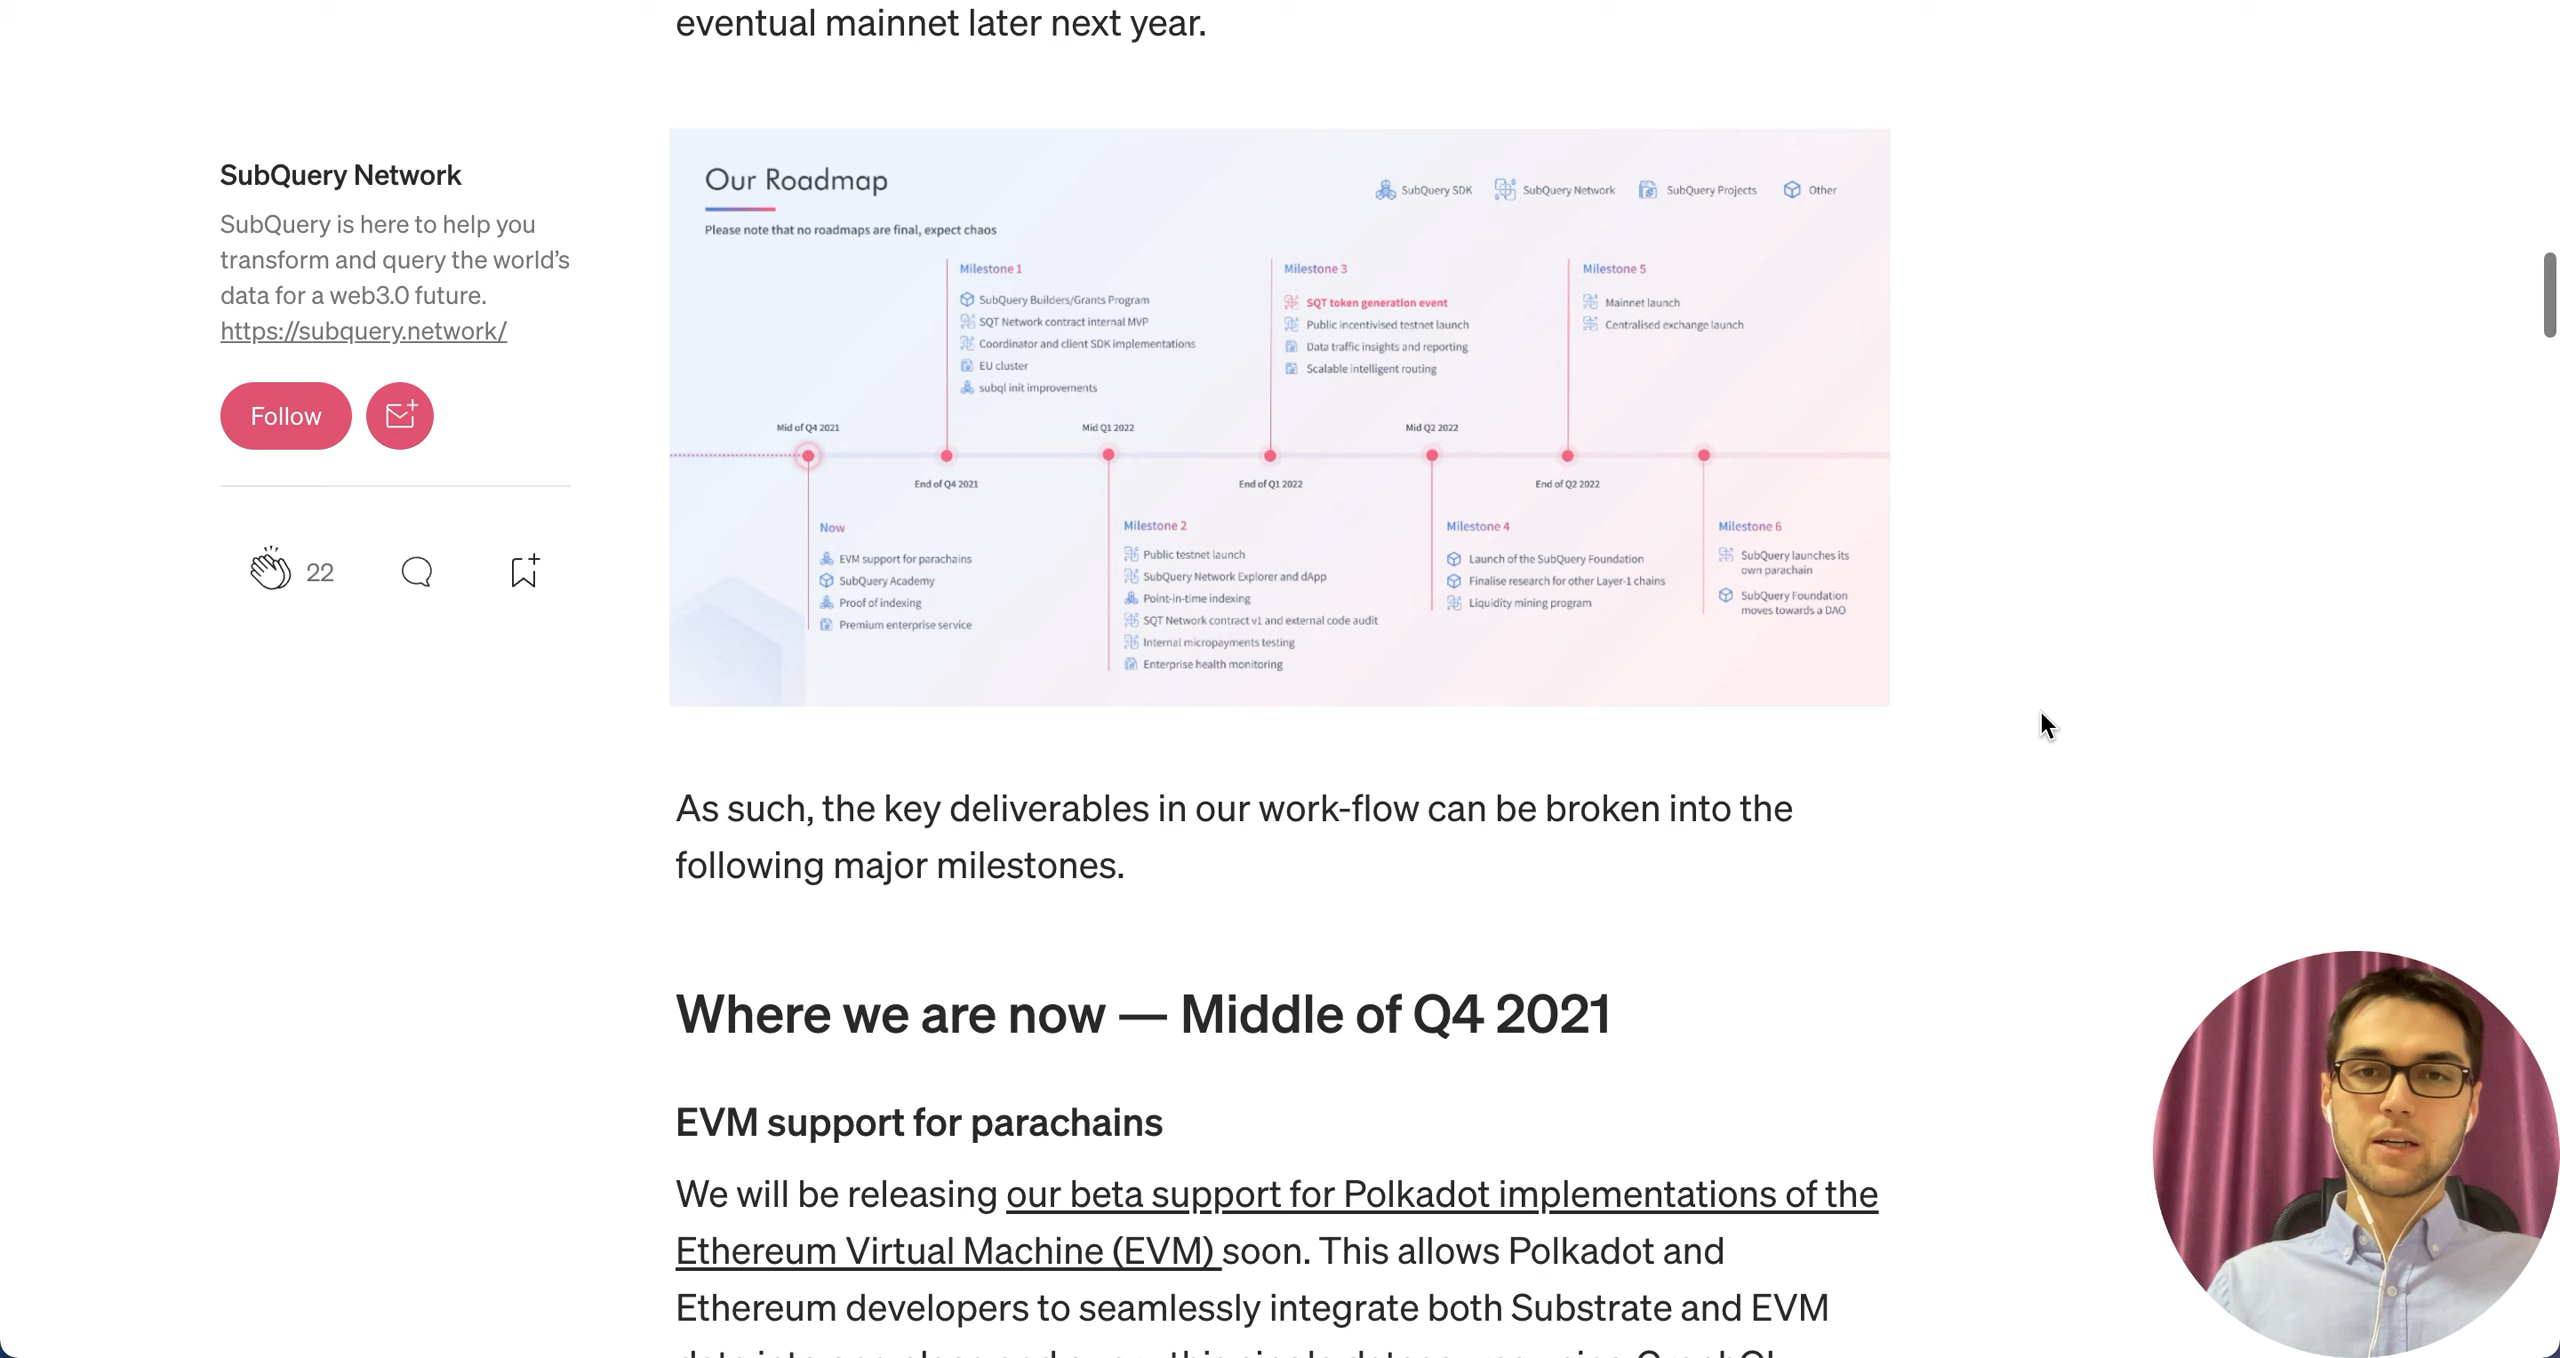 eventual mainnet later next year.
SubQuery Network
SubQuery is here to help you
transform and query the world's
data for a web3.0 future.
https://subquery.network/
Follow
22
Our Roadmap
Please note that no roadmaps are final, expect chaos
SubQuery SDK
SubQuery Network
SubQuery Projects
Other
Milestone 1
SubQuery Builders/Grants Program
SQT Network contract internal MVP
Coordinator and client SDK implementations
EU cluster
subql init improvements
Milestone 3
SQT token generation event
Public incentivised testnet launch
Data traffic insights and reporting
Scalable intelligent routing
Milestone 5
Mainnet launch
Centralised exchange launch
Mid of Q4 2021
Mid Q1 2022
Mid Q2 2022
End of Q4 2021
End of Q1 2022
End of Q2 2022
Now
EVM support for parachains
SubQuery Academy
Proof of indexing
Premium enterprise service
Milestone 2
Public testnet launch
SubQuery Network Explorer and dApp
Point-in-time indexing
SQT Network contract v1 and external code audit
Internal micropayments testing
Enterprise health monitoring
Milestone 4
Launch of the SubQuery Foundation
Finalise research for other Layer-1 chains
Liquidity mining program
Milestone 6
SubQuery launches its
own parachain
SubQuery Foundation
moves towards a DAO
As such, the key deliverables in our work-flow can be broken into the
following major milestones.
Where we are now — Middle of Q4 2021
EVM support for parachains
We will be releasing our beta support for Polkadot implementations of the
Ethereum Virtual Machine (EVM) soon. This allows Polkadot and
Ethereum developers to seamlessly integrate both Substrate and EVM